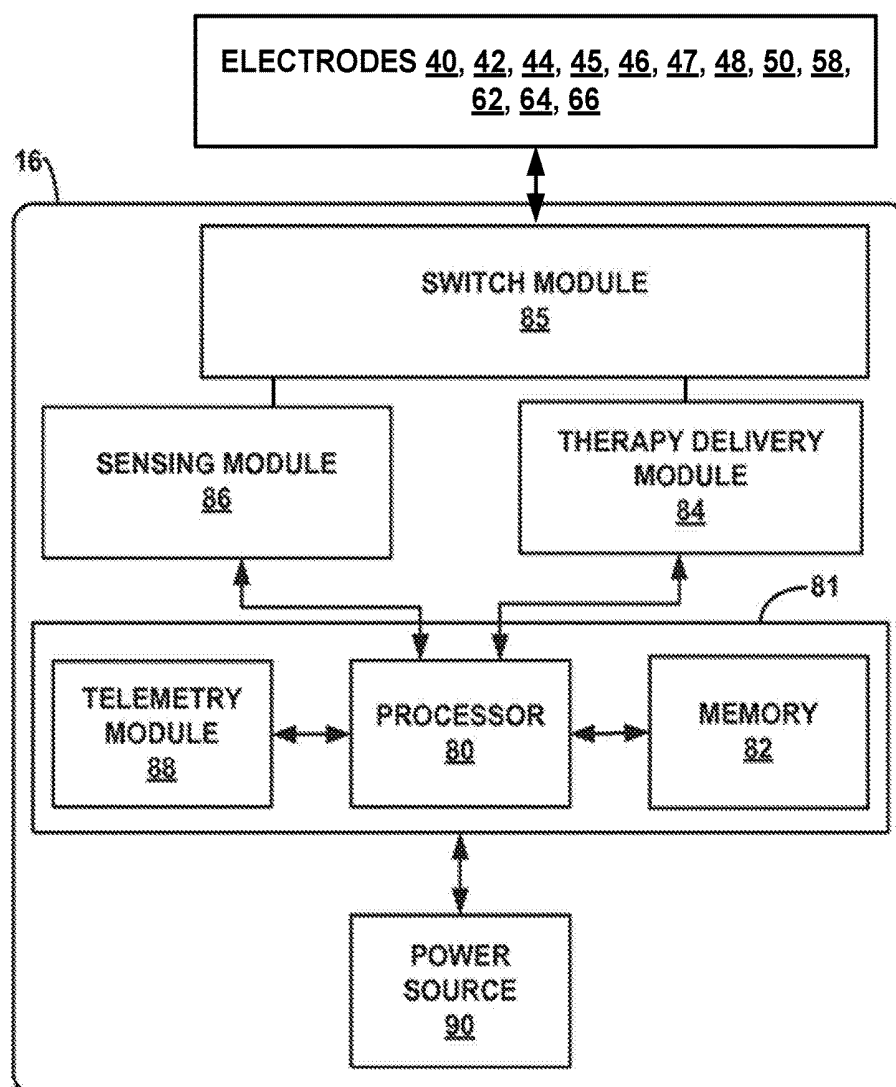 ELECTRODES 40, 42, 44, 45, 46, 47, 48, 50, 58,
62, 64, 66
16
SWITCH MODULE
85
SENSING MODULE
86
THERAPY DELIVERY
MODULE
84
81
TELEMETRY
MODULE
88
PROCESSOR
80
MEMORY
82
POWER
SOURCE
90